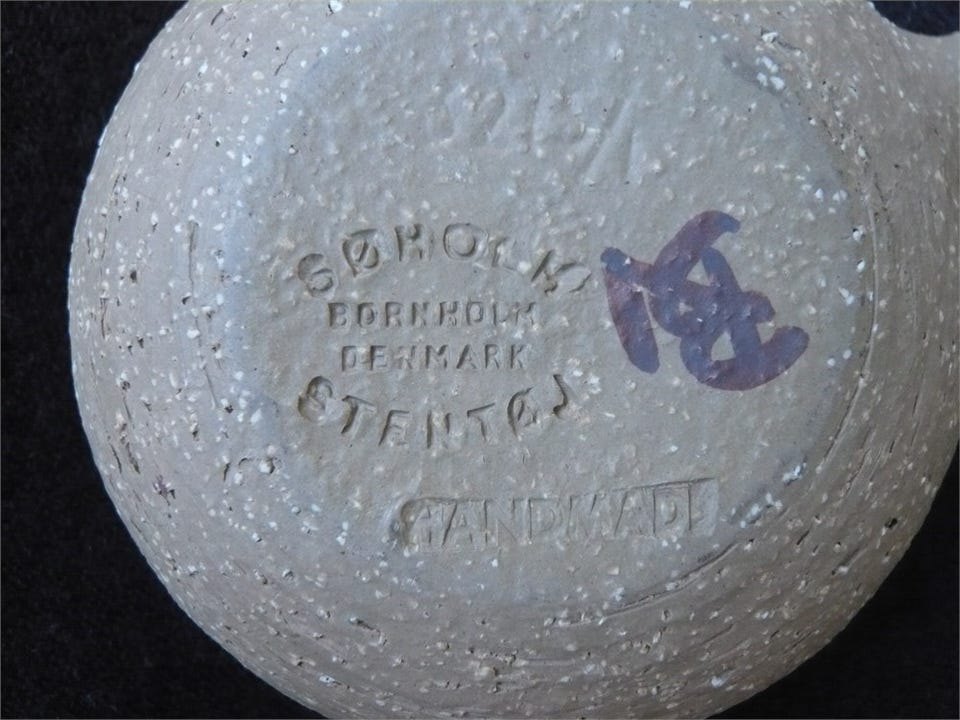 SØHOLM
BORNHOLM
DENMARK
STENTØJ
HANDMADE